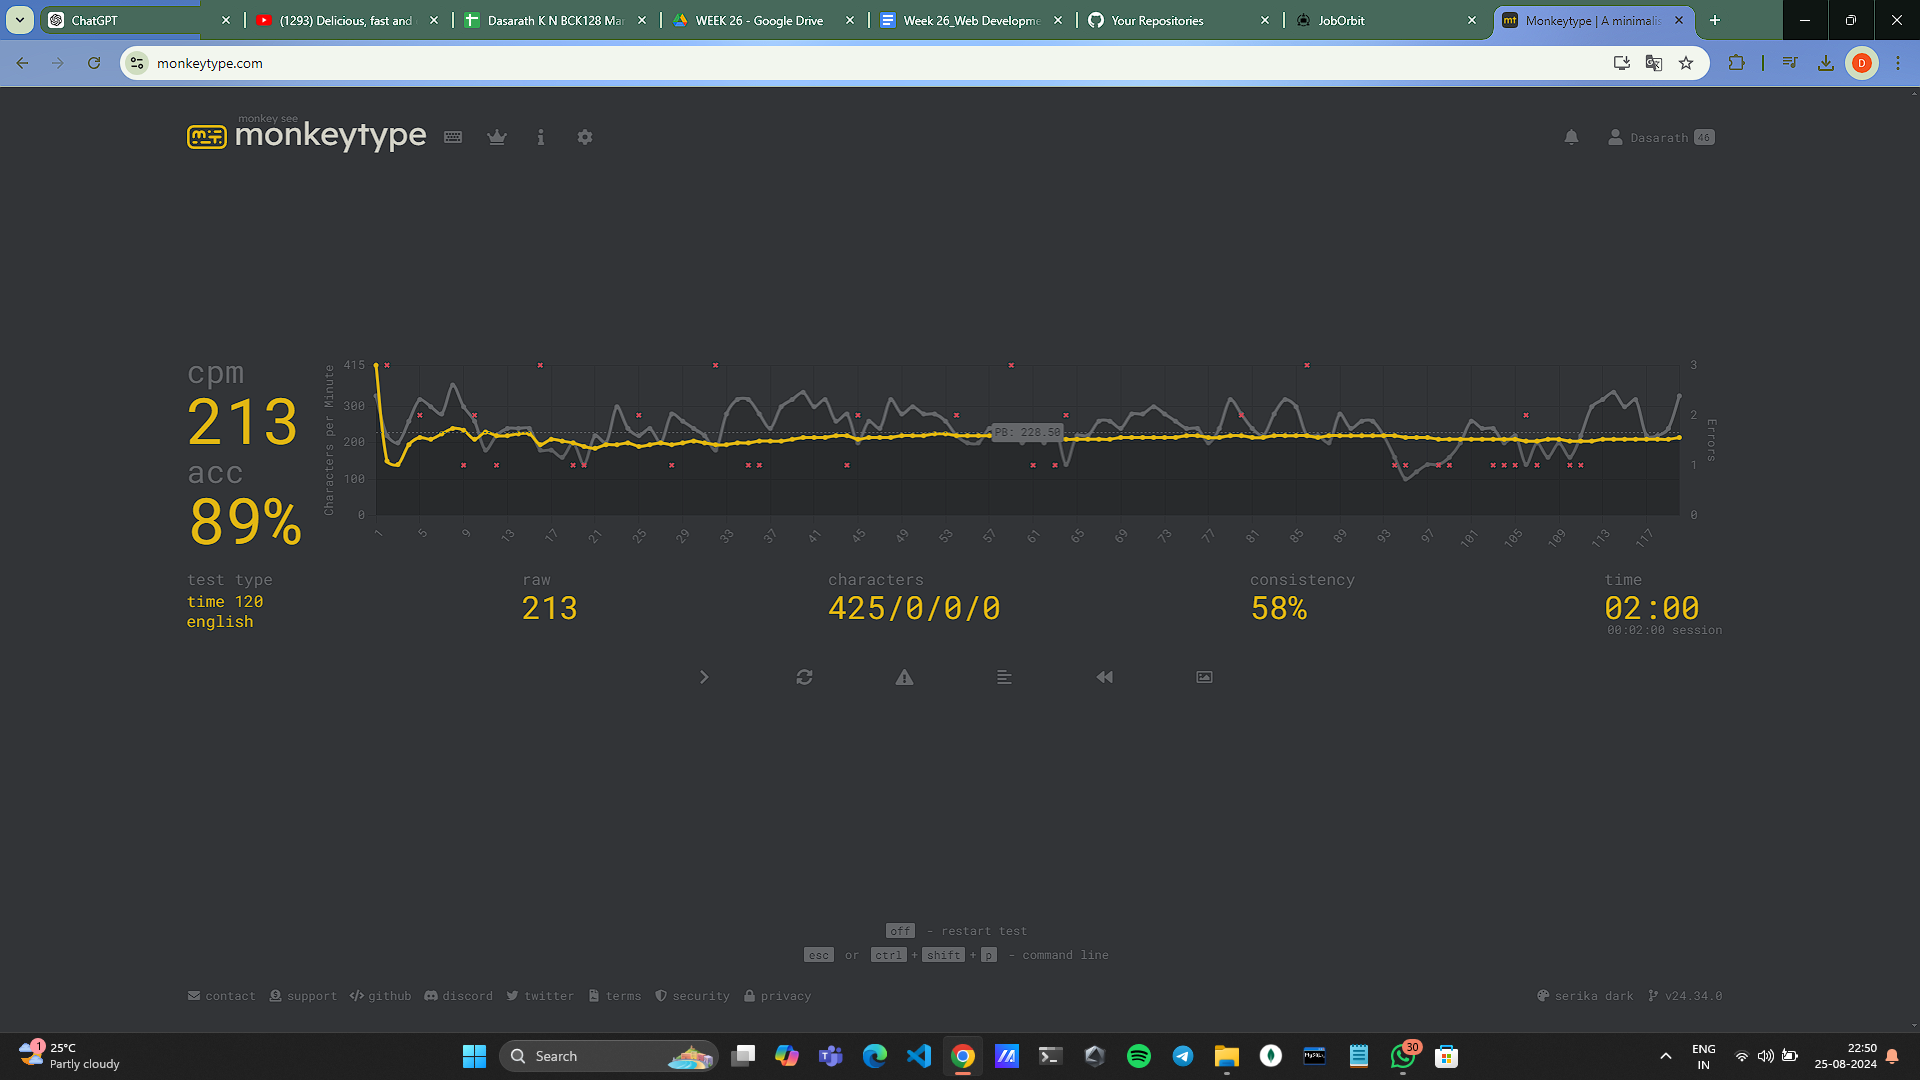 ChatGPT
(1293) Delicious, fast and
Dasarath K N BCK128 Mar
WEEK 26 - Google Drive
Week 26_Web Developme
Your Repositories
JobOrbit
mt Monkeytype | A minimalis
monkeytype.com
D
monkey see
monkeytype
Dasarath 46
cpm
213
acc
89%
Characters per Minute
415
300
200
100
0
PB: 228.50
3
2
1
0
Errors
1 5 9 13 17 21 25 29 33 37 41 45 49 53 57 61 65 69 73 77 81 85 89 93 97 101 105 109 113 117
test type
time 120
english
raw
213
characters
425/0/0/0
consistency
58%
time
02:00
00:02:00 session
off - restart test
esc or ctrl + shift + p - command line
contact support github discord twitter terms security privacy
serika dark v24.34.0
1
25°C
Partly cloudy
Search
MySQL
30
ENG
IN
22:50
25-08-2024